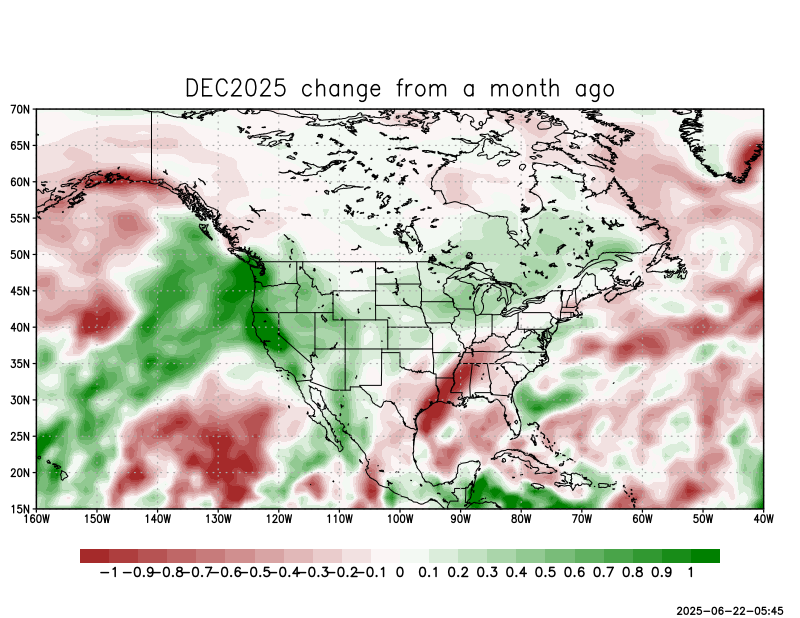 DEC2025 change from a month ago
70N
65N
60N
55N
50N
45N
40N
35N
30N
25N
20N
15N
160W 150W 140W 130W 120W 110W 100W 90W 80W 70W 60W 50W 40W
-1 -0.9 -0.8 -0.7 -0.6 -0.5 -0.4 -0.3 -0.2 -0.1 0 0.1 0.2 0.3 0.4 0.5 0.6 0.7 0.8 0.9 1
2025-06-22-05:45